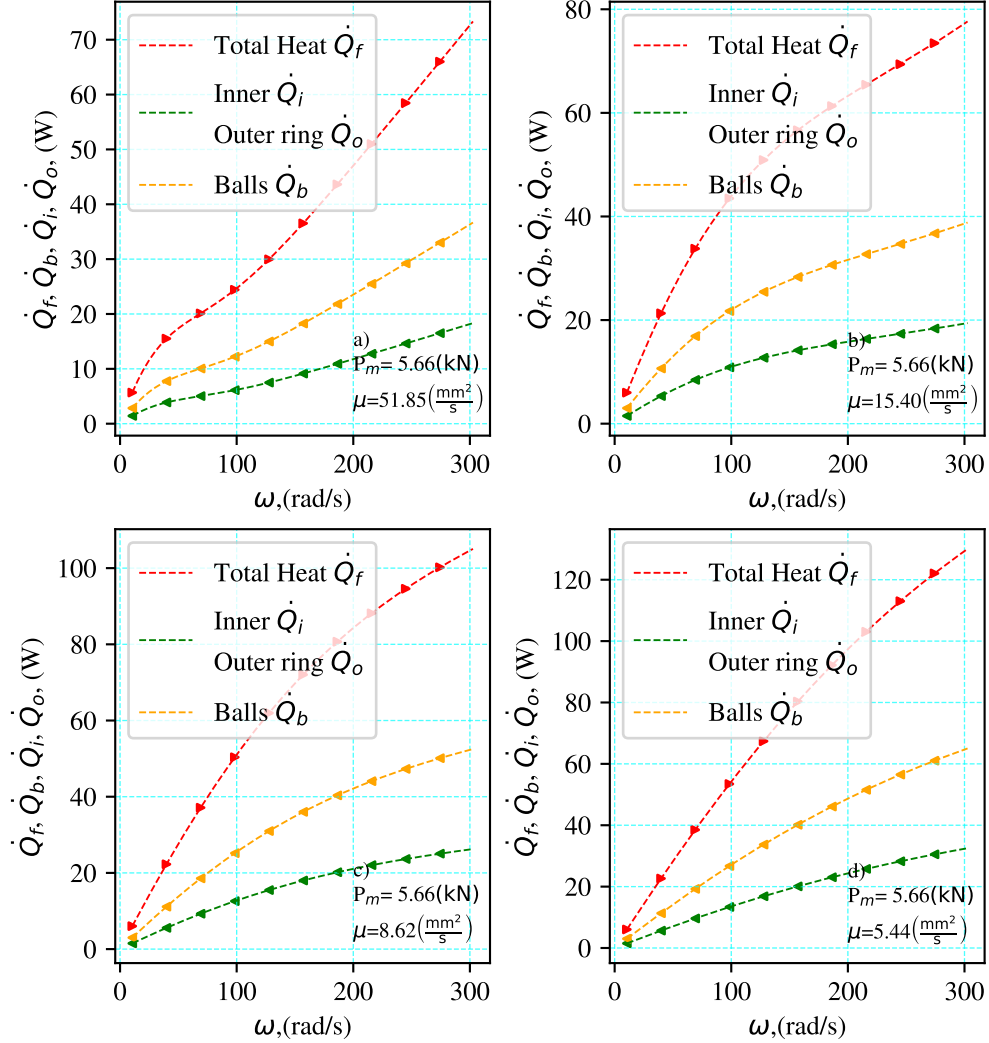 Total Heat Q̇f
Inner Q̇i
Outer ring Q̇o
Balls Q̇b
Q̇f, Q̇b, Q̇i, Q̇o, (W)
70
60
50
40
30
20
10
0
a)
Pm= 5.66(kN)
μ=51.85(mm²/s)
0 100 200 300
ω,(rad/s)
Total Heat Q̇f
Inner Q̇i
Outer ring Q̇o
Balls Q̇b
Q̇f, Q̇b, Q̇i, Q̇o, (W)
80
60
40
20
0
b)
Pm= 5.66(kN)
μ=15.40(mm²/s)
0 100 200 300
ω,(rad/s)
Total Heat Q̇f
Inner Q̇i
Outer ring Q̇o
Balls Q̇b
Q̇f, Q̇b, Q̇i, Q̇o, (W)
100
80
60
40
20
0
c)
Pm= 5.66(kN)
μ=8.62(mm²/s)
0 100 200 300
ω,(rad/s)
Total Heat Q̇f
Inner Q̇i
Outer ring Q̇o
Balls Q̇b
Q̇f, Q̇b, Q̇i, Q̇o, (W)
120
100
80
60
40
20
0
d)
Pm= 5.66(kN)
μ=5.44(mm²/s)
0 100 200 300
ω,(rad/s)